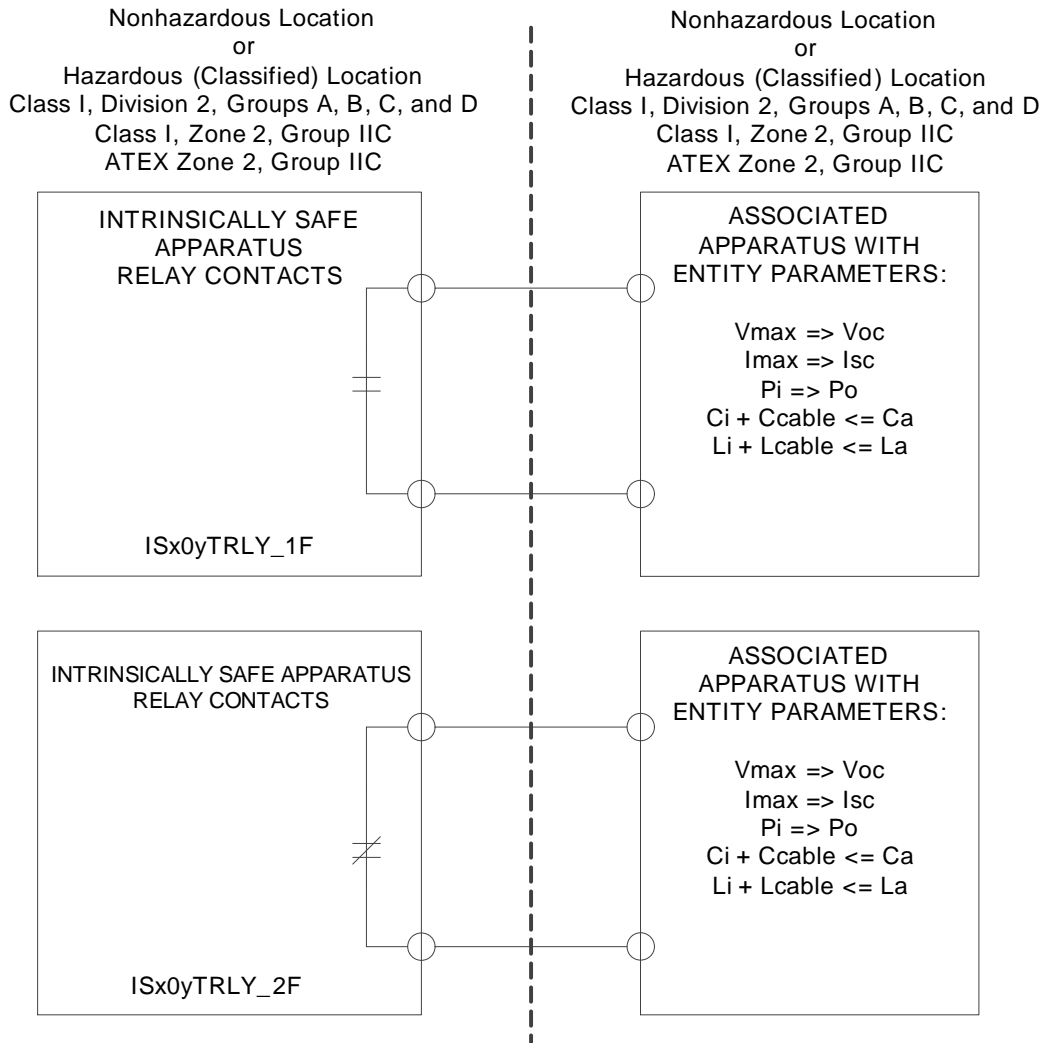 Nonhazardous Location
or
Hazardous (Classified) Location
Class I, Division 2, Groups A, B, C, and D
Class I, Zone 2, Group IIC
ATEX Zone 2, Group IIC
Nonhazardous Location
or
Hazardous (Classified) Location
Class I, Division 2, Groups A, B, C, and D
Class I, Zone 2, Group IIC
ATEX Zone 2, Group IIC
INTRINSICALLY SAFE
APPARATUS
RELAY CONTACTS
ISx0yTRLY_1F
ASSOCIATED
APPARATUS WITH
ENTITY PARAMETERS:
Vmax => Voc
Imax => Isc
Pi => Po
Ci + Ccable <= Ca
Li + Lcable <= La
INTRINSICALLY SAFE APPARATUS
RELAY CONTACTS
ISx0yTRLY_2F
ASSOCIATED
APPARATUS WITH
ENTITY PARAMETERS:
Vmax => Voc
Imax => Isc
Pi => Po
Ci + Ccable <= Ca
Li + Lcable <= La